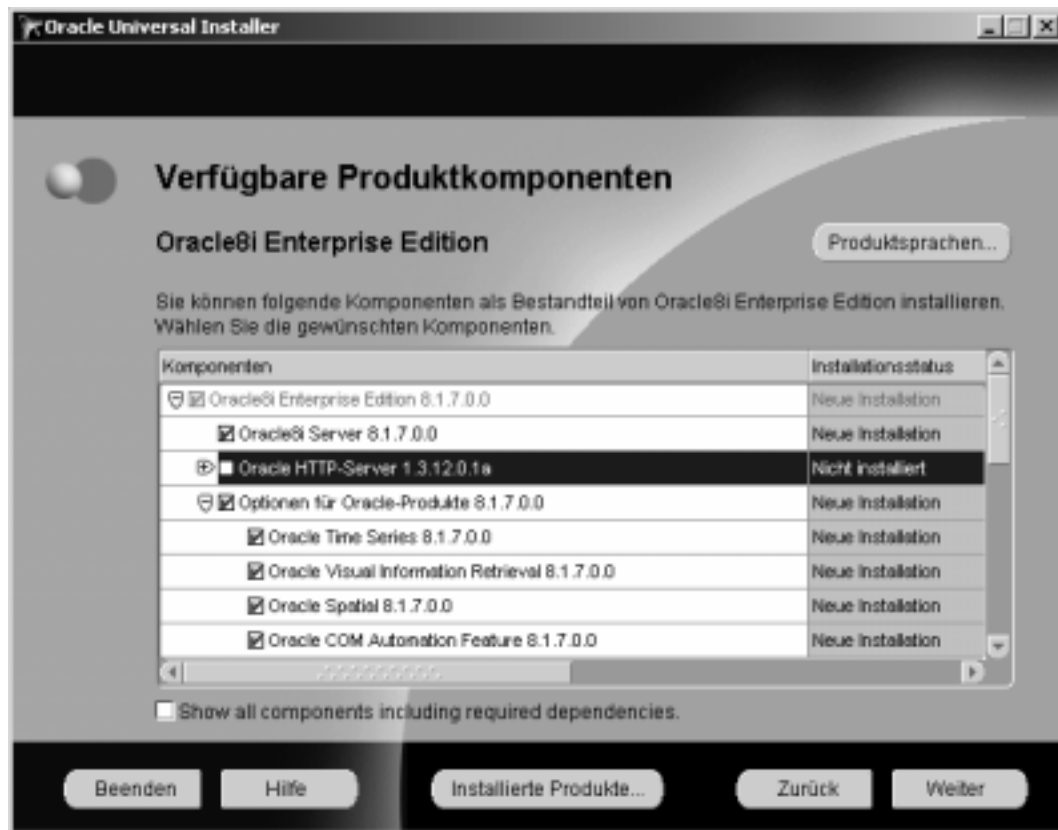 Oracle Universal Installer
Verfügbare Produktkomponenten
Oracle8i Enterprise Edition
Produktsprachen...
Sie können folgende Komponenten als Bestandteil von Oracle8i Enterprise Edition installieren.
Wählen Sie die gewünschten Komponenten.
Komponenten Installationsstatus
Oracle8i Enterprise Edition 8.1.7.0.0 Neue Installation
Oracle8i Server 8.1.7.0.0 Neue Installation
Oracle HTTP-Server 1.3.12.0.1a Nicht installiert
Optionen für Oracle-Produkte 8.1.7.0.0 Neue Installation
Oracle Time Series 8.1.7.0.0 Neue Installation
Oracle Visual Information Retrieval 8.1.7.0.0 Neue Installation
Oracle Spatial 8.1.7.0.0 Neue Installation
Oracle COM Automation Feature 8.1.7.0.0 Neue Installation
Show all components including required dependencies.
Beenden Hilfe Installierte Produkte... Zurück Weiter